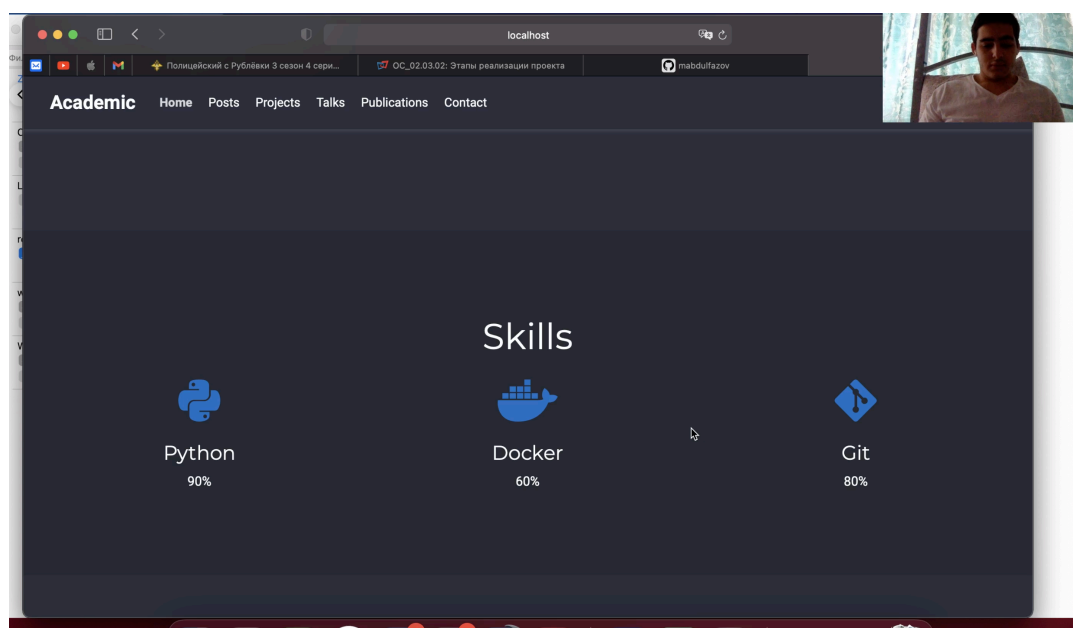 localhost
Полицейский с Рублёвки 3 сезон 4 сери...
ОС_02.03.02: Этапы реализации проекта
mabdulfazov
Academic
Home
Posts
Projects
Talks
Publications
Contact
Skills
Python
Docker
Git
90%
60%
80%